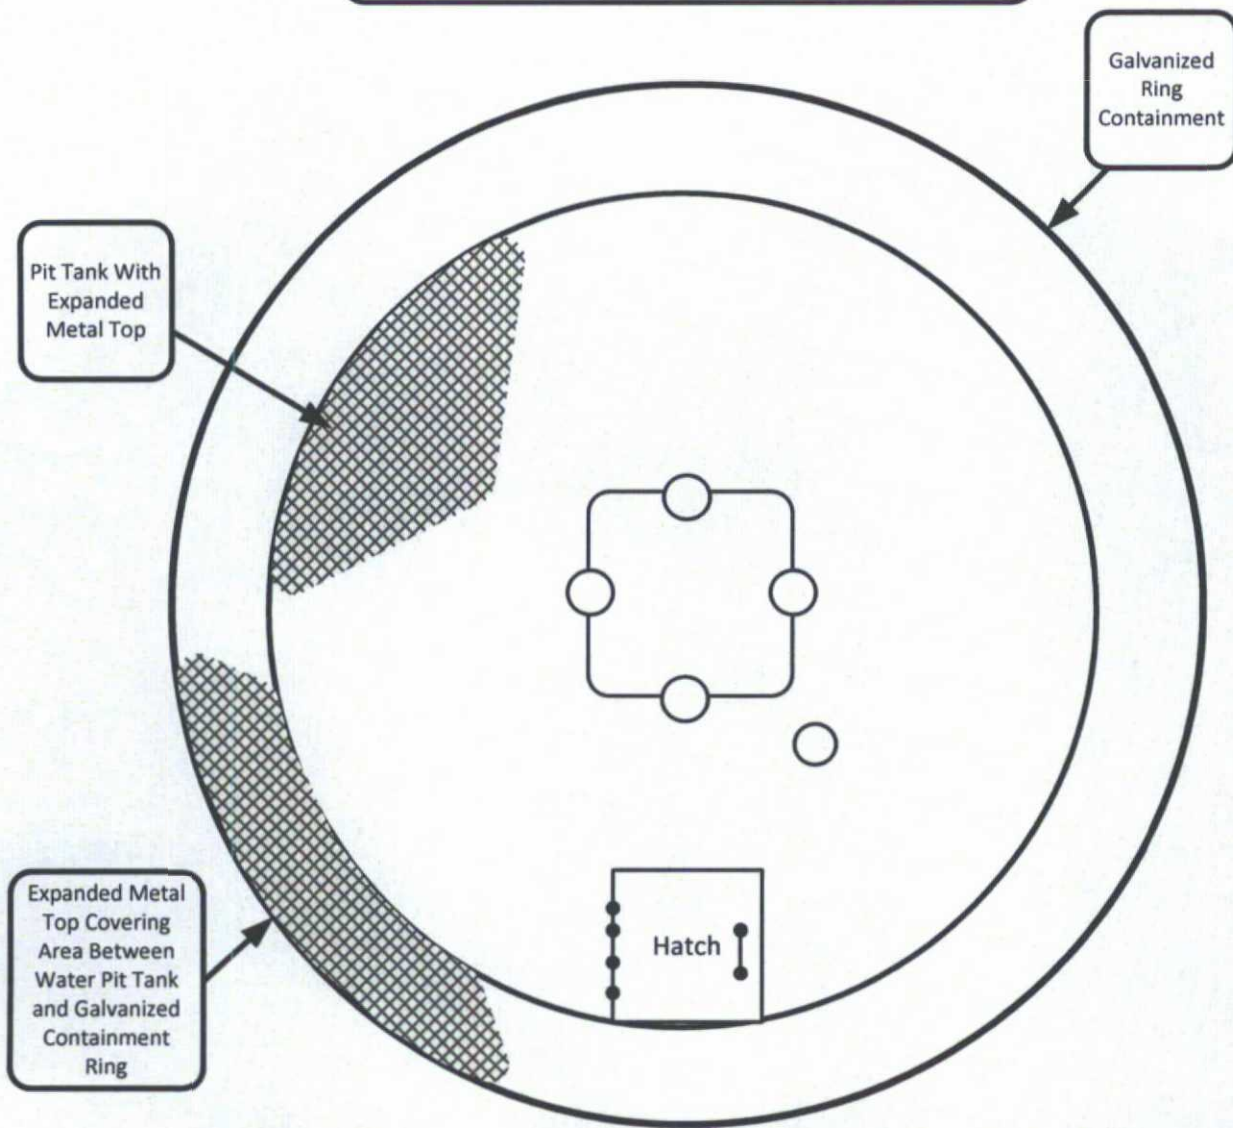 Galvanized
Ring
Containment
Pit Tank With
Expanded
Metal Top
Expanded Metal
Top Covering
Area Between
Water Pit Tank
and Galvanized
Containment
Ring
Hatch